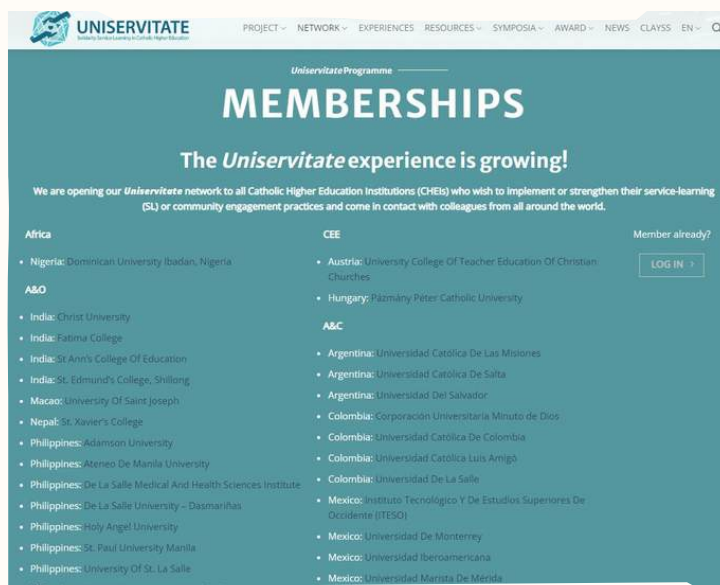 UNISERVITATE
Solidarity Service-Learning in Catholic Higher Education
PROJECT NETWORK EXPERIENCES RESOURCES SYMPOSIA AWARD NEWS CLAYSS EN
Uniservitate Programme
MEMBERSHIPS
The Uniservitate experience is growing!
We are opening our Uniservitate network to all Catholic Higher Education Institutions (CHEIs) who wish to implement or strengthen their service-learning
(SL) or community engagement practices and come in contact with colleagues from all around the world.
Africa
• Nigeria: Dominican University Ibadan, Nigeria
A&O
• India: Christ University
• India: Fatima College
• India: St Ann's College Of Education
• India: St. Edmund's College, Shillong
• Macao: University Of Saint Joseph
• Nepal: St. Xavier's College
• Philippines: Adamson University
• Philippines: Ateneo De Manila University
• Philippines: De La Salle Medical And Health Sciences Institute
• Philippines: De La Salle University – Dasmariñas
• Philippines: Holy Angel University
• Philippines: St. Paul University Manila
• Philippines: University Of St. La Salle
CEE
• Austria: University College Of Teacher Education Of Christian
Churches
• Hungary: Pázmány Péter Catholic University
A&C
• Argentina: Universidad Católica De Las Misiones
• Argentina: Universidad Católica De Salta
• Argentina: Universidad Del Salvador
• Colombia: Corporación Universitaria Minuto de Dios
• Colombia: Universidad Católica De Colombia
• Colombia: Universidad Católica Luis Amigó
• Colombia: Universidad De La Salle
• Mexico: Instituto Tecnológico Y De Estudios Superiores De
Occidente (ITESO)
• Mexico: Universidad De Monterrey
• Mexico: Universidad Iberoamericana
• Mexico: Universidad Marista De Mérida
Member already?
LOG IN >